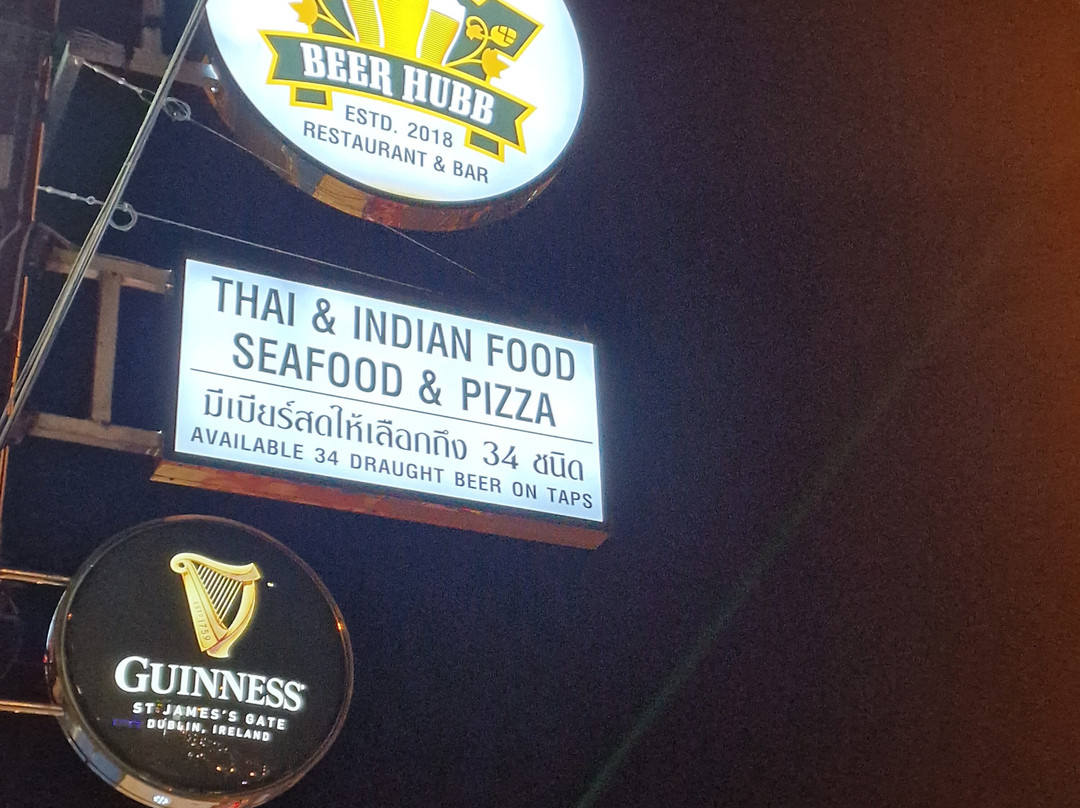 BEER HUBB
ESTD. 2018
RESTAURANT & BAR
THAI & INDIAN FOOD
SEAFOOD & PIZZA
มีเบียร์สดให้เลือกถึง 34 ชนิด
AVAILABLE 34 DRAUGHT BEER ON TAPS
ESTD 1759
GUINNESS
ST JAMES'S GATE
DUBLIN, IRELAND